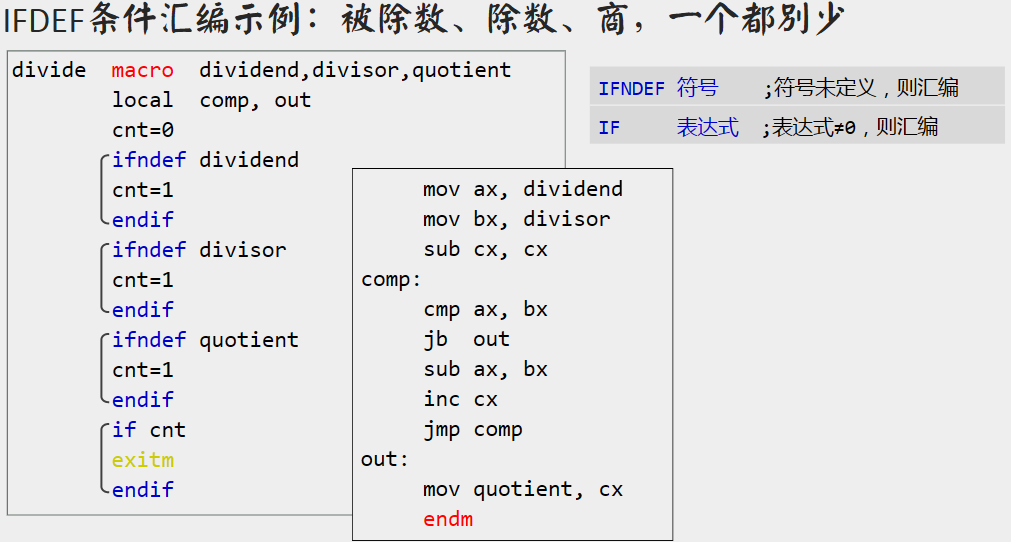 IFDEF条件汇编示例：被除数、除数、商，一个都别少
divide macro dividend,divisor,quotient
local comp, out
cnt=0
ifndef dividend
cnt=1
endif
ifndef divisor
cnt=1
endif
ifndef quotient
cnt=1
endif
if cnt
exitm
endif
mov ax, dividend
mov bx, divisor
sub cx, cx
comp:
cmp ax, bx
jb out
sub ax, bx
inc cx
jmp comp
out:
mov quotient, cx
endm
IFNDEF 符号 ;符号未定义，则汇编
IF 表达式 ;表达式≠0，则汇编